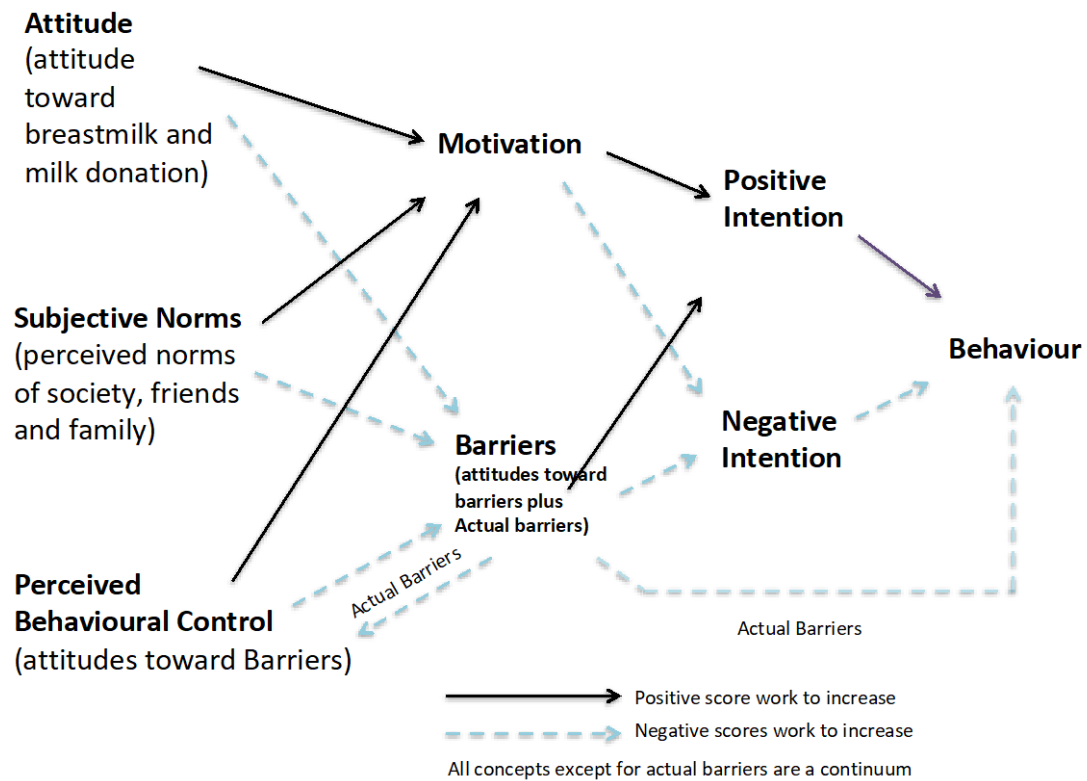 Attitude
(attitude
toward
breastmilk and
milk donation)
Motivation
Positive
Intention
Subjective Norms
(perceived norms
of society, friends
and family)
Behaviour
Negative
Intention
Barriers
(attitudes toward
barriers plus
Actual barriers)
Actual Barriers
Perceived
Behavioural Control
(attitudes toward Barriers)
Actual Barriers
Positive score work to increase
Negative scores work to increase
All concepts except for actual barriers are a continuum